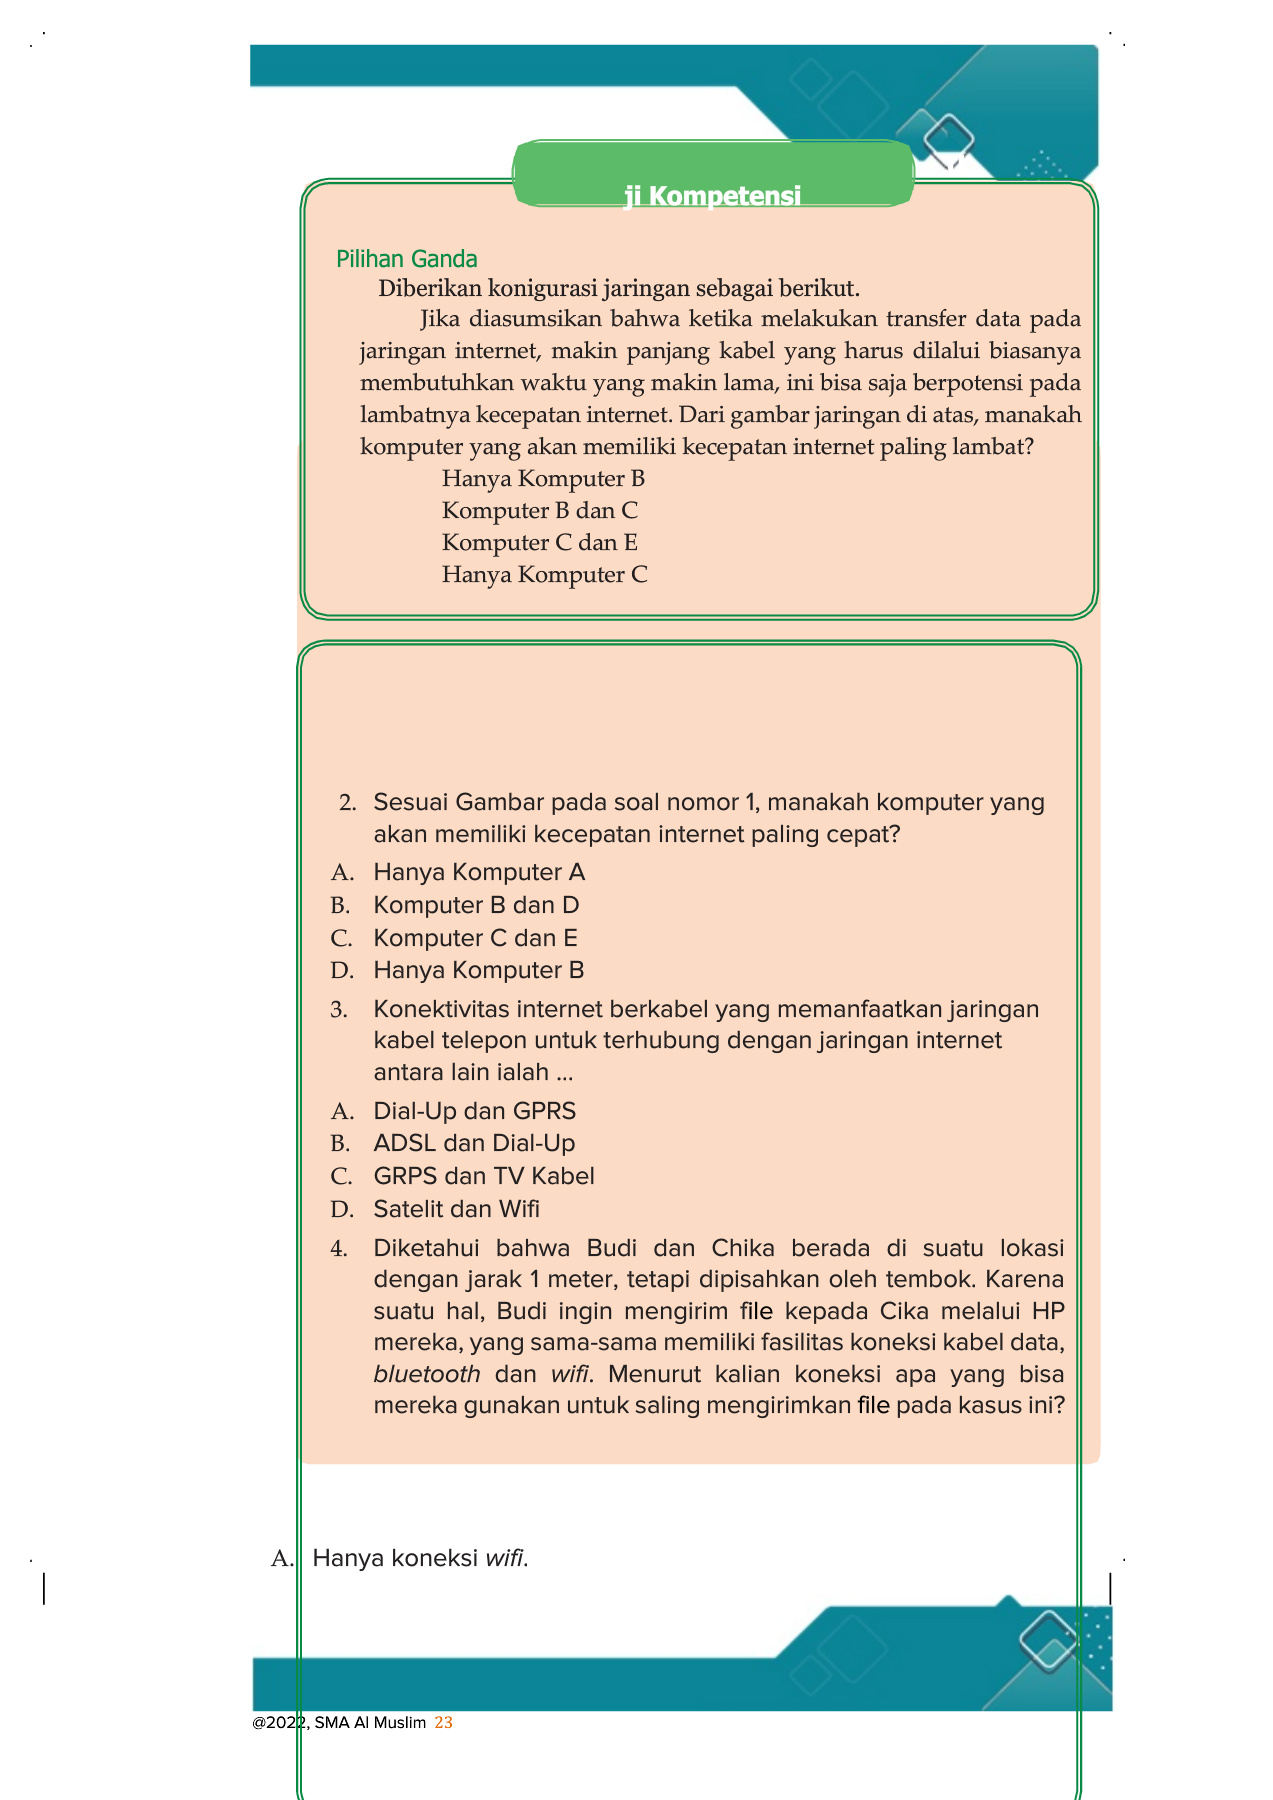 ji Kompetensi
Pilihan Ganda
Diberikan konigurasi jaringan sebagai berikut.
Jika diasumsikan bahwa ketika melakukan transfer data pada
jaringan internet, makin panjang kabel yang harus dilalui biasanya
membutuhkan waktu yang makin lama, ini bisa saja berpotensi pada
lambatnya kecepatan internet. Dari gambar jaringan di atas, manakah
komputer yang akan memiliki kecepatan internet paling lambat?
Hanya Komputer B
Komputer B dan C
Komputer C dan E
Hanya Komputer C
2. Sesuai Gambar pada soal nomor 1, manakah komputer yang
akan memiliki kecepatan internet paling cepat?
A. Hanya Komputer A
B. Komputer B dan D
C. Komputer C dan E
D. Hanya Komputer B
3. Konektivitas internet berkabel yang memanfaatkan jaringan
kabel telepon untuk terhubung dengan jaringan internet
antara lain ialah ...
A. Dial-Up dan GPRS
B. ADSL dan Dial-Up
C. GRPS dan TV Kabel
D. Satelit dan Wifi
4. Diketahui bahwa Budi dan Chika berada di suatu lokasi
dengan jarak 1 meter, tetapi dipisahkan oleh tembok. Karena
suatu hal, Budi ingin mengirim file kepada Cika melalui HP
mereka, yang sama-sama memiliki fasilitas koneksi kabel data,
bluetooth dan wifi. Menurut kalian koneksi apa yang bisa
mereka gunakan untuk saling mengirimkan file pada kasus ini?
A. Hanya koneksi wifi.
@2022, SMA Al Muslim 23